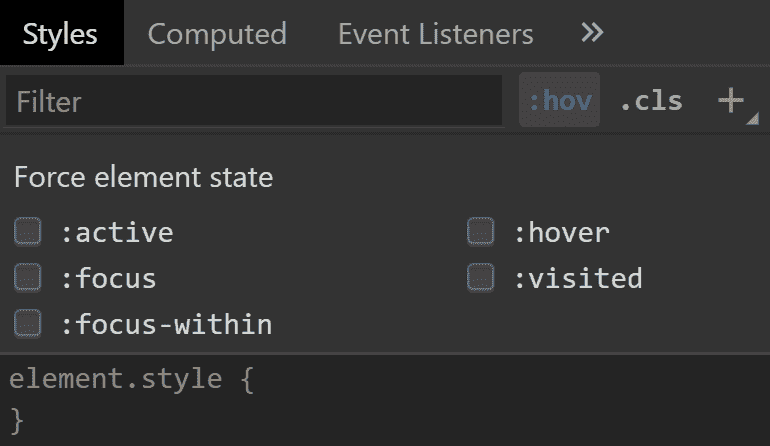 Styles Computed Event Listeners »
Filter :hov .cls +
Force element state
:active :hover
:focus :visited
:focus-within
element.style {
}